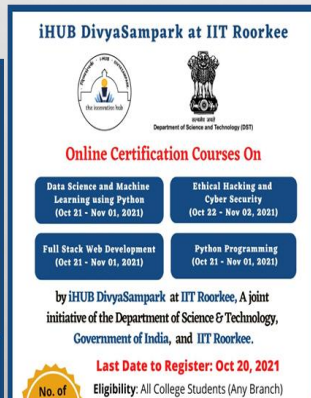 iHUB DivyaSampark at IIT Roorkee
the innovation hub
सत्यमेव जयते
Department of Science and Technology (DST)
Online Certification Courses On
Data Science and Machine
Learning using Python
(Oct 21 - Nov 01, 2021)
Ethical Hacking and
Cyber Security
(Oct 22 - Nov 02, 2021)
Full Stack Web Development
(Oct 21 - Nov 01, 2021)
Python Programming
(Oct 21 - Nov 01, 2021)
by iHUB DivyaSampark at IIT Roorkee, A joint
initiative of the Department of Science & Technology,
Government of India, and IIT Roorkee.
Last Date to Register: Oct 20, 2021
No. of
Eligibility: All College Students (Any Branch)